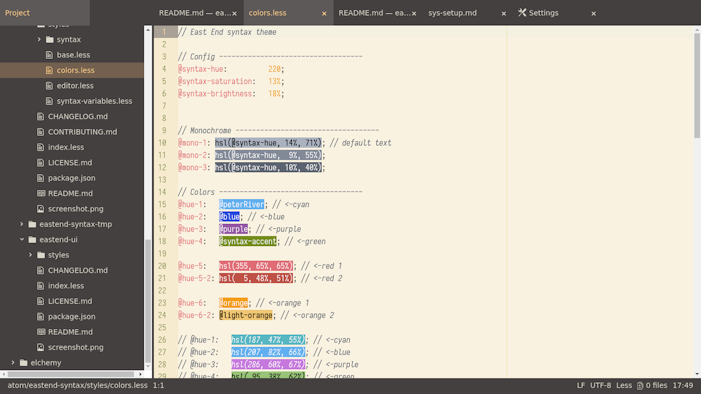 Project
README.md — ea...
colors.less
README.md — ea...
sys-setup.md
Settings
styles
syntax
base.less
colors.less
editor.less
syntax-variables.less
CHANGELOG.md
CONTRIBUTING.md
index.less
LICENSE.md
package.json
README.md
screenshot.png
eastend-syntax-tmp
eastend-ui
styles
CHANGELOG.md
index.less
LICENSE.md
package.json
README.md
screenshot.png
elchemy
1 // East End syntax theme
2
3 // Config -----------------------------------
4 @syntax-hue: 220;
5 @syntax-saturation: 13%;
6 @syntax-brightness: 18%;
7
8
9 // Monochrome -----------------------------------
10 @mono-1: hsl(@syntax-hue, 14%, 71%); // default text
11 @mono-2: hsl(@syntax-hue, 9%, 55%);
12 @mono-3: hsl(@syntax-hue, 10%, 40%);
13
14 // Colors -----------------------------------
15 @hue-1: @peterRiver; // <-cyan
16 @hue-2: @blue; // <-blue
17 @hue-3: @purple; // <-purple
18 @hue-4: @syntax-accent; // <-green
19
20 @hue-5: hsl(355, 65%, 65%); // <-red 1
21 @hue-5-2: hsl( 5, 48%, 51%); // <-red 2
22
23 @hue-6: @orange; // <-orange 1
24 @hue-6-2: @light-orange; // <-orange 2
25
26 // @hue-1: hsl(187, 47%, 55%); // <-cyan
27 // @hue-2: hsl(207, 82%, 66%); // <-blue
28 // @hue-3: hsl(286, 60%, 67%); // <-purple
29 // @hue-4: hsl( 95, 38%, 62%); // <-green
atom/eastend-syntax/styles/colors.less 1:1
LF UTF-8 Less 0 files 17:49